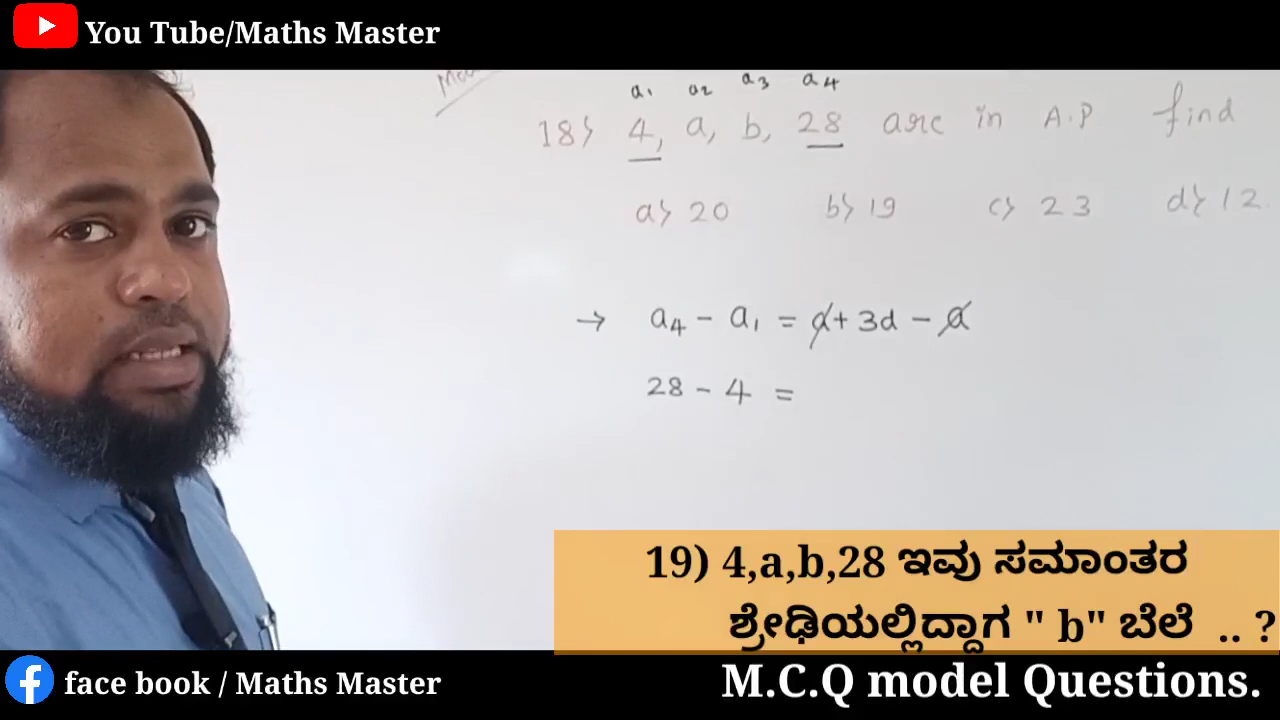 You Tube/Maths Master
a₁ a₂ a₃ a₄
18> 4, a, b, 28 are in A.P find
a> 20 b> 19 c> 23 d> 12.
→ a₄ - a₁ = a + 3d - a
28 - 4 =
19) 4,a,b,28 ಇವು ಸಮಾಂತರ
ಶ್ರೇಢಿಯಲ್ಲಿದ್ದಾಗ " b" ಬೆಲೆ .. ?
face book / Maths Master
M.C.Q model Questions.